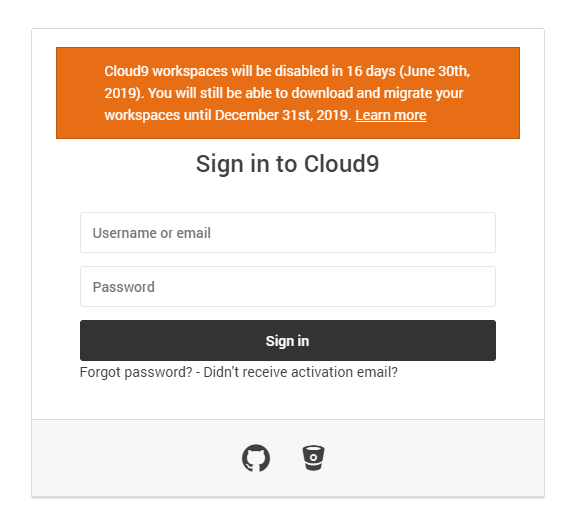 Cloud9 workspaces will be disabled in 16 days (June 30th,
2019). You will still be able to download and migrate your
workspaces until December 31st, 2019. Learn more
Sign in to Cloud9
Username or email
Password
Sign in
Forgot password? - Didn't receive activation email?